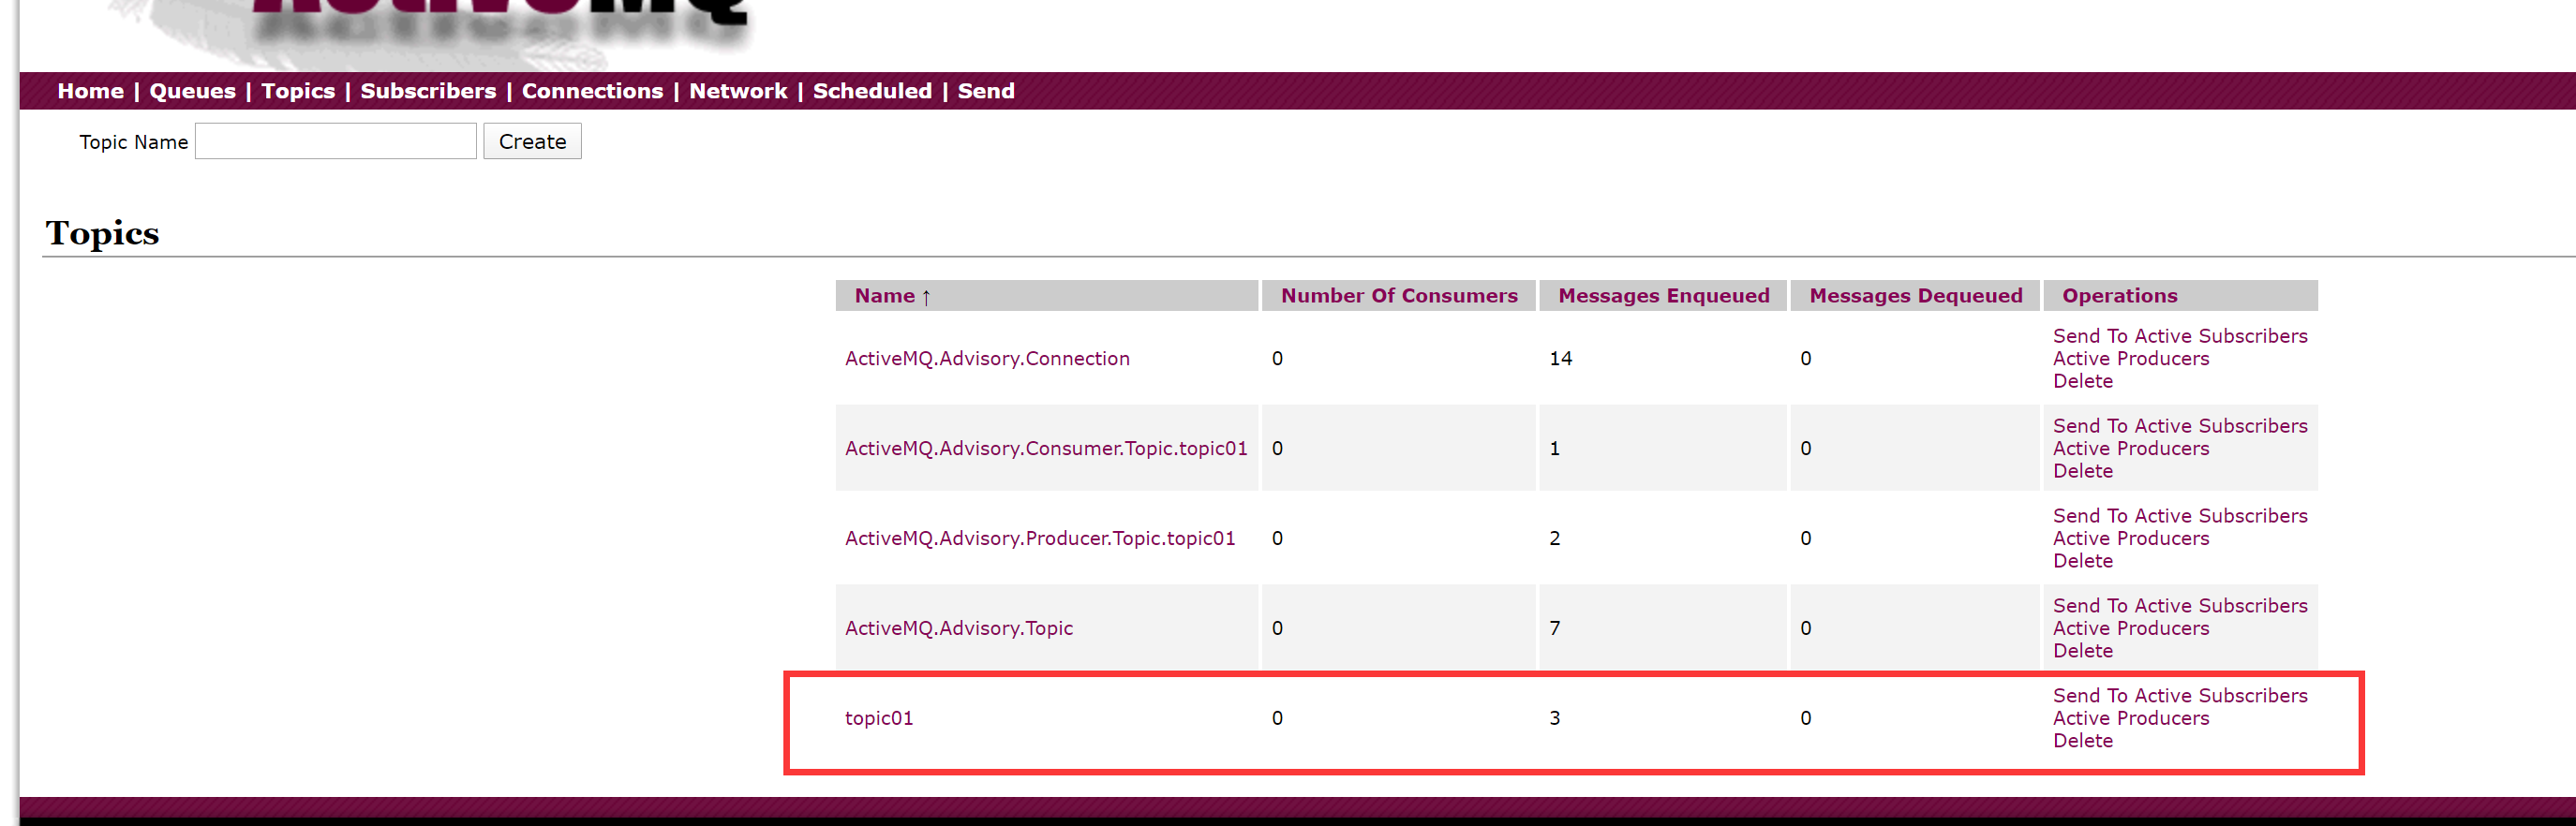 ActiveMQ
Home | Queues | Topics | Subscribers | Connections | Network | Scheduled | Send
Topic Name Create
Topics
Name ↑ Number Of Consumers Messages Enqueued Messages Dequeued Operations
ActiveMQ.Advisory.Connection 0 14 0 Send To Active Subscribers
Active Producers
Delete
ActiveMQ.Advisory.Consumer.Topic.topic01 0 1 0 Send To Active Subscribers
Active Producers
Delete
ActiveMQ.Advisory.Producer.Topic.topic01 0 2 0 Send To Active Subscribers
Active Producers
Delete
ActiveMQ.Advisory.Topic 0 7 0 Send To Active Subscribers
Active Producers
Delete
topic01 0 3 0 Send To Active Subscribers
Active Producers
Delete